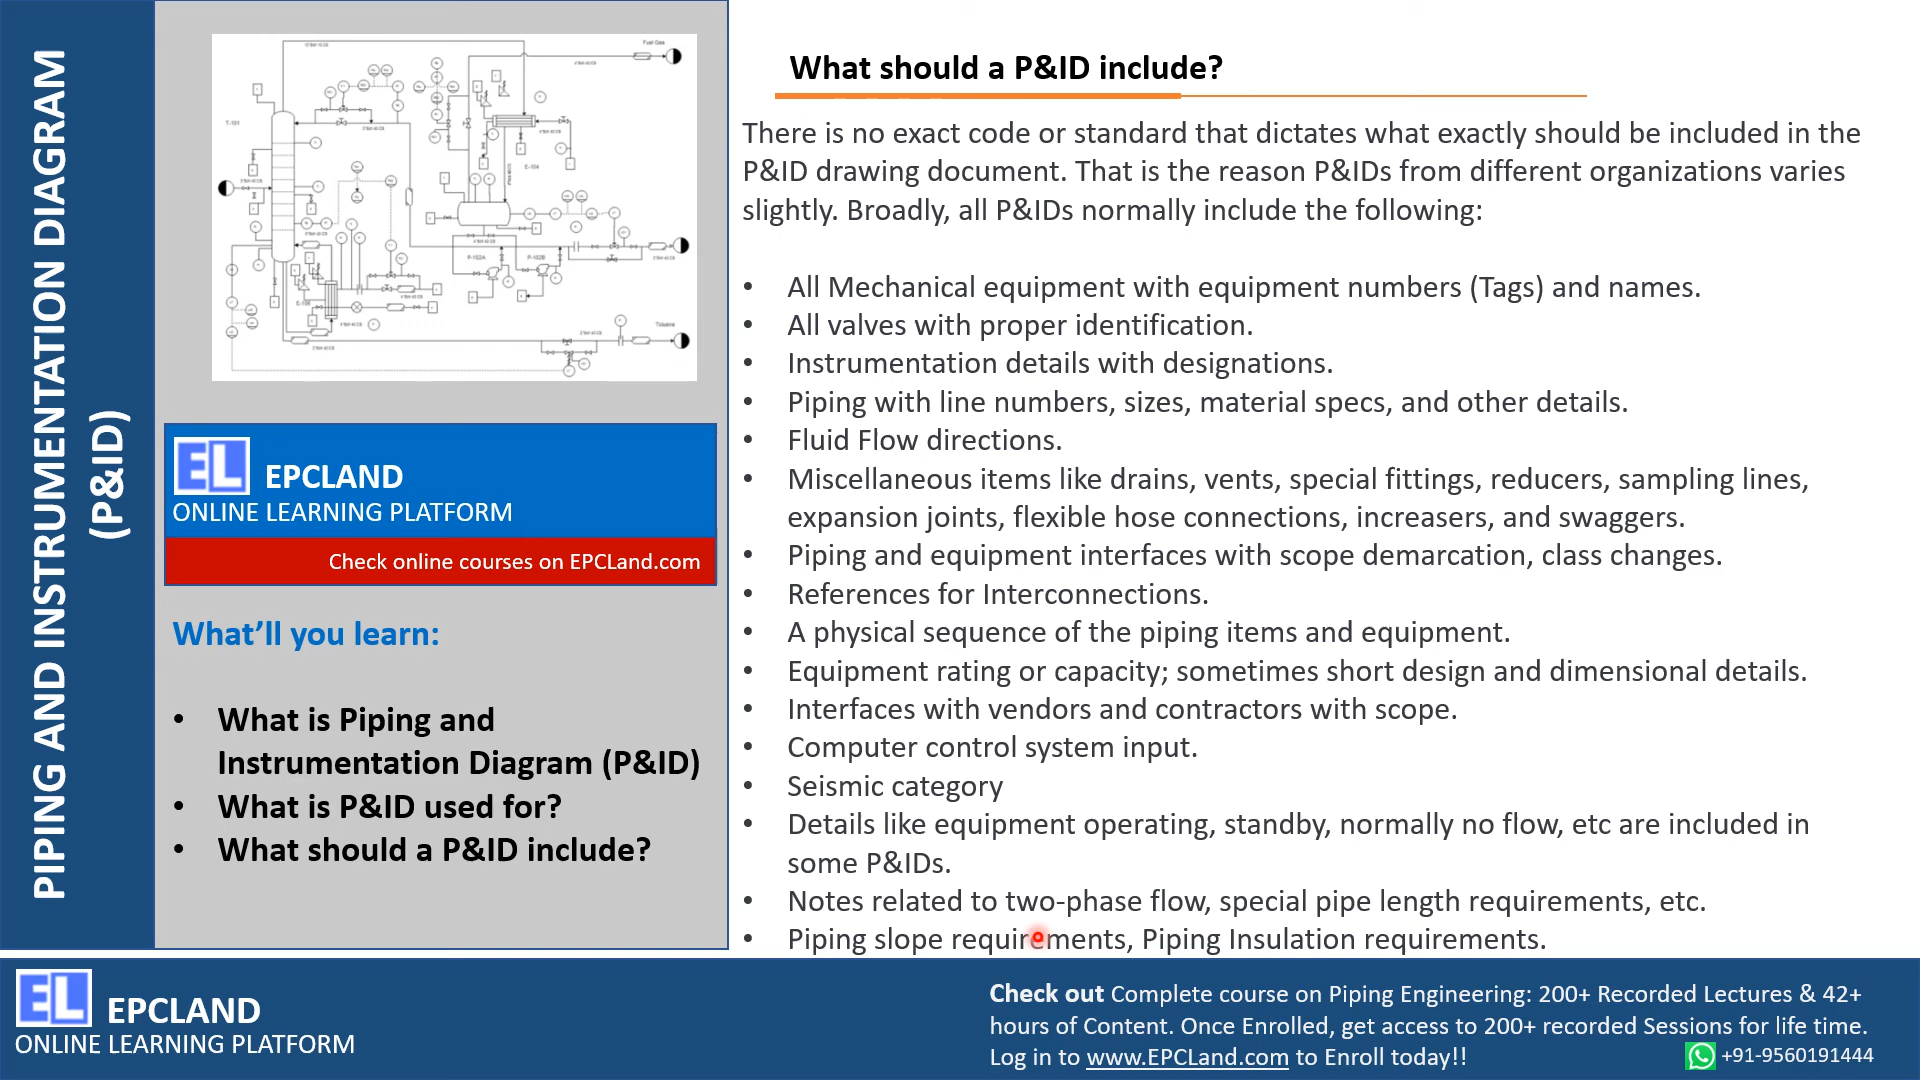 PIPING AND INSTRUMENTATION DIAGRAM
(P&ID)
Fuel Gas
T-101
E-104
P-102A
P-102B
Toluene
EL EPCLAND
ONLINE LEARNING PLATFORM
Check online courses on EPCLand.com
What’ll you learn:
• What is Piping and
Instrumentation Diagram (P&ID)
• What is P&ID used for?
• What should a P&ID include?
What should a P&ID include?
There is no exact code or standard that dictates what exactly should be included in the
P&ID drawing document. That is the reason P&IDs from different organizations varies
slightly. Broadly, all P&IDs normally include the following:
• All Mechanical equipment with equipment numbers (Tags) and names.
• All valves with proper identification.
• Instrumentation details with designations.
• Piping with line numbers, sizes, material specs, and other details.
• Fluid Flow directions.
• Miscellaneous items like drains, vents, special fittings, reducers, sampling lines,
expansion joints, flexible hose connections, increasers, and swaggers.
• Piping and equipment interfaces with scope demarcation, class changes.
• References for Interconnections.
• A physical sequence of the piping items and equipment.
• Equipment rating or capacity; sometimes short design and dimensional details.
• Interfaces with vendors and contractors with scope.
• Computer control system input.
• Seismic category
• Details like equipment operating, standby, normally no flow, etc are included in
some P&IDs.
• Notes related to two-phase flow, special pipe length requirements, etc.
• Piping slope requirements, Piping Insulation requirements.
EL EPCLAND
ONLINE LEARNING PLATFORM
Check out Complete course on Piping Engineering: 200+ Recorded Lectures & 42+
hours of Content. Once Enrolled, get access to 200+ recorded Sessions for life time.
Log in to www.EPCLand.com to Enroll today!!
+91-9560191444